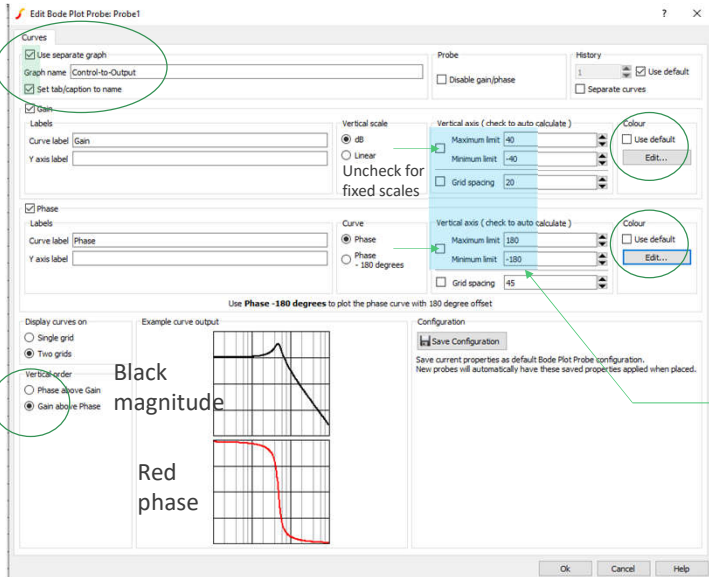 Edit Bode Plot Probe: Probe1
Curves
Use separate graph
Graph name Control-to-Output
Set tab/caption to name
Probe
Disable gain/phase
History
1 Use default
Separate curves
Gain
Labels
Curve label Gain
Y axis label
Vertical scale
dB
Linear
Uncheck for
fixed scales
Vertical axis ( check to auto calculate )
Maximum limit 40
Minimum limit -40
Grid spacing 20
Colour
Use default
Edit...
Phase
Labels
Curve label Phase
Y axis label
Curve
Phase
Phase
- 180 degrees
Vertical axis ( check to auto calculate )
Maximum limit 180
Minimum limit -180
Grid spacing 45
Colour
Use default
Edit...
Use Phase -180 degrees to plot the phase curve with 180 degree offset
Display curves on
Single grid
Two grids
Vertical order
Phase above Gain
Gain above Phase
Example curve output
Black
magnitude
Red
phase
Configuration
Save Configuration
Save current properties as default Bode Plot Probe configuration.
New probes will automatically have these saved properties applied when placed.
Ok Cancel Help